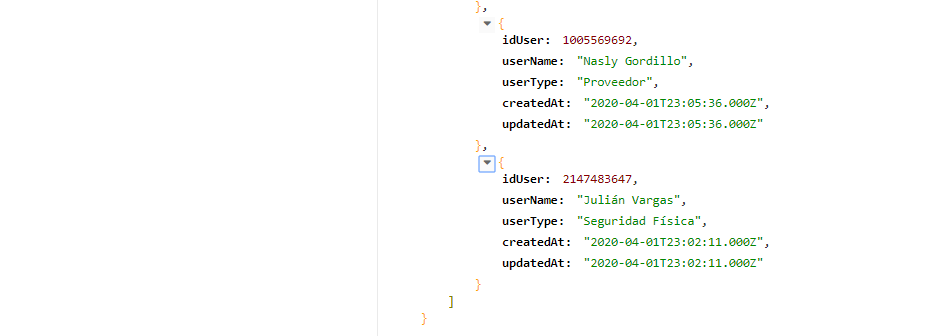 },
{
idUser: 1005569692,
userName: "Nasly Gordillo",
userType: "Proveedor",
createdAt: "2020-04-01T23:05:36.000Z",
updatedAt: "2020-04-01T23:05:36.000Z"
},
{
idUser: 2147483647,
userName: "Julián Vargas",
userType: "Seguridad Física",
createdAt: "2020-04-01T23:02:11.000Z",
updatedAt: "2020-04-01T23:02:11.000Z"
}
]
}